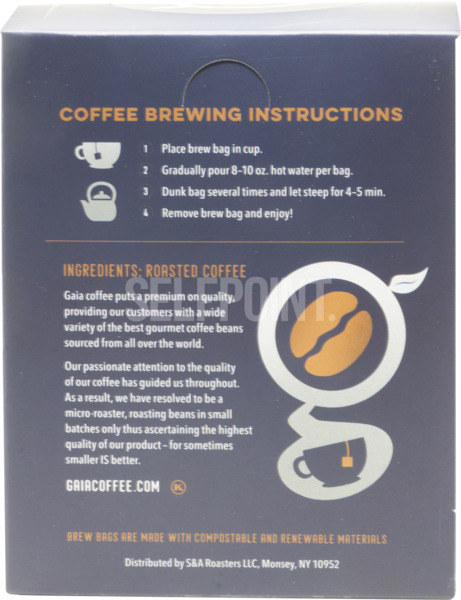 COFFEE BREWING INSTRUCTIONS
1 Place brew bag in cup.
2 Gradually pour 8-10 oz. hot water per bag.
3 Dunk bag several times and let steep for 4-5 min.
4 Remove brew bag and enjoy!
INGREDIENTS: ROASTED COFFEE
SELFPOINT.
Gaia coffee puts a premium on quality,
providing our customers with a wide
variety of the best gourmet coffee beans
sourced from all over the world.
Our passionate attention to the quality
of our coffee has guided us throughout.
As a result, we have resolved to be a
micro-roaster, roasting beans in small
batches only thus ascertaining the highest
quality of our product – for sometimes
smaller IS better.
GAIACOFFEE.COM K
BREW BAGS ARE MADE WITH COMPOSTABLE AND RENEWABLE MATERIALS
Distributed by S&A Roasters LLC, Monsey, NY 10952